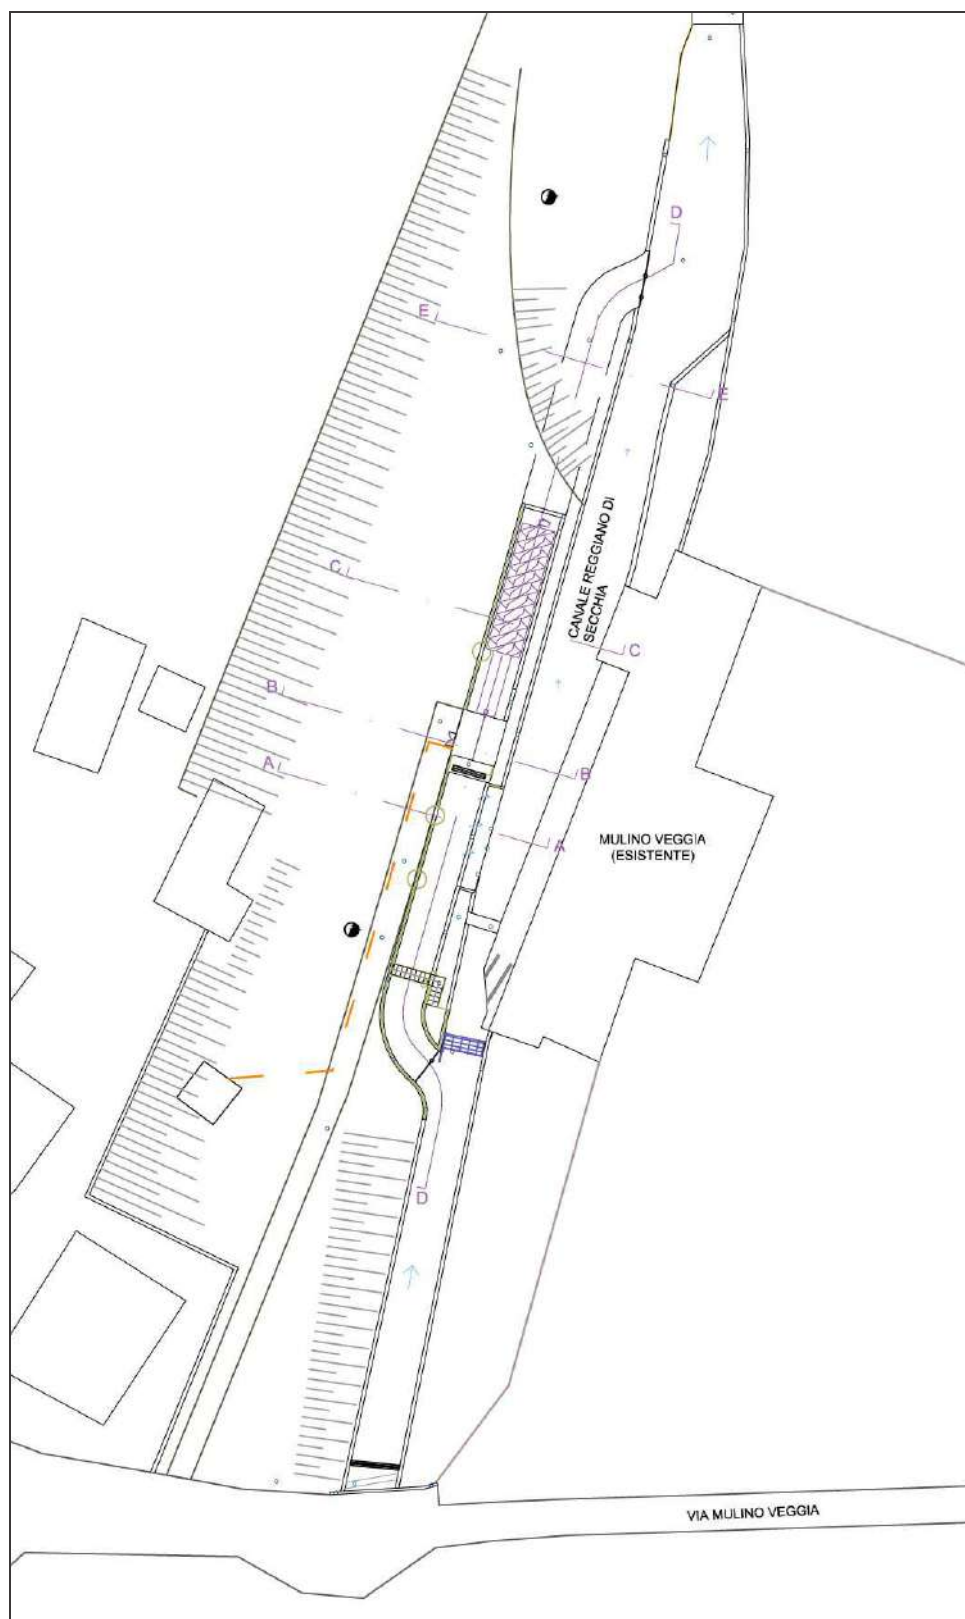 D
E
E
CANALE REGGIANO DI
SECCHIA
C
C
B
B
A
A
MULINO VEGGIA
(ESISTENTE)
D
VIA MULINO VEGGIA